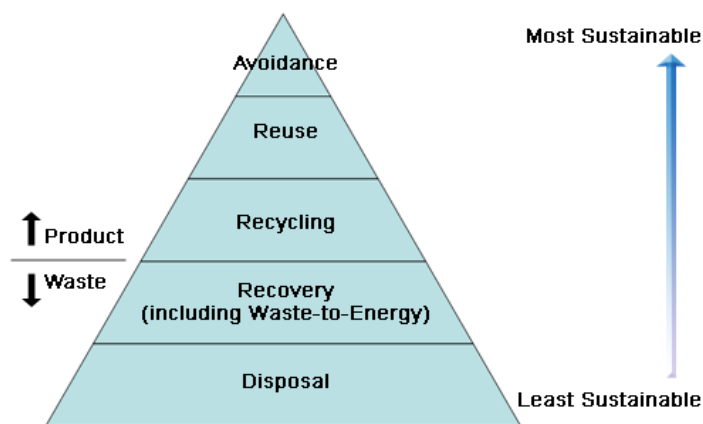 Most Sustainable
Avoidance
Reuse
Recycling
Product
Waste
Recovery
(including Waste-to-Energy)
Disposal
Least Sustainable